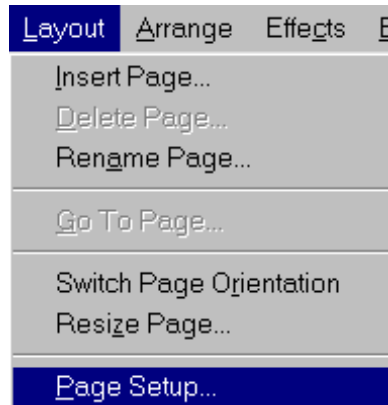 Layout Arrange Effects
Insert Page...
Delete Page...
Rename Page...
Go To Page...
Switch Page Orientation
Resize Page...
Page Setup...